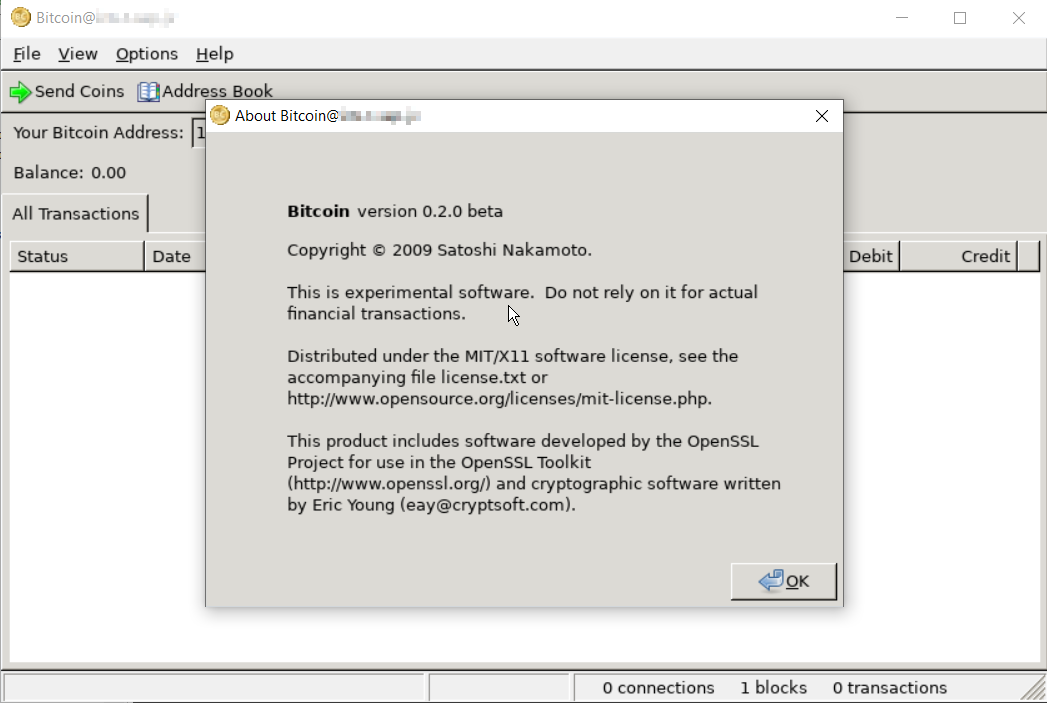 Bitcoin@
File View Options Help
Send Coins Address Book
About Bitcoin@
Your Bitcoin Address: 1
Balance: 0.00
All Transactions
Status Date Debit Credit
Bitcoin version 0.2.0 beta
Copyright © 2009 Satoshi Nakamoto.
This is experimental software.  Do not rely on it for actual
financial transactions.
Distributed under the MIT/X11 software license, see the
accompanying file license.txt or
http://www.opensource.org/licenses/mit-license.php.
This product includes software developed by the OpenSSL
Project for use in the OpenSSL Toolkit
(http://www.openssl.org/) and cryptographic software written
by Eric Young (eay@cryptsoft.com).
OK
0 connections 1 blocks 0 transactions